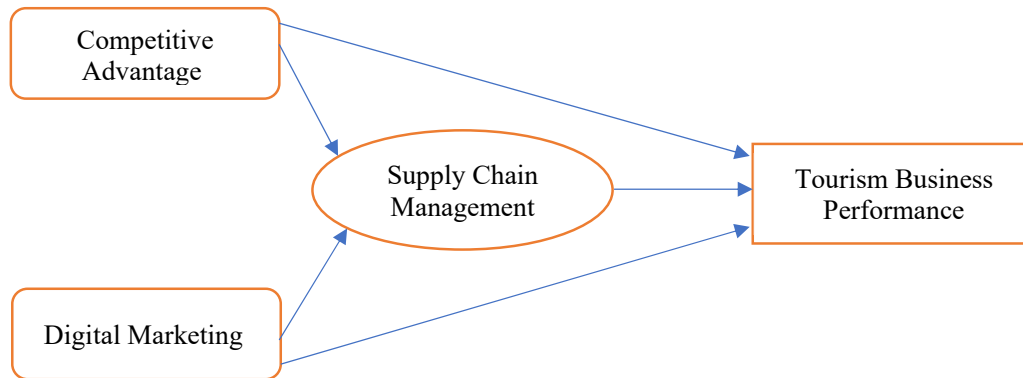 Competitive
Advantage
Supply Chain
Management
Tourism Business
Performance
Digital Marketing